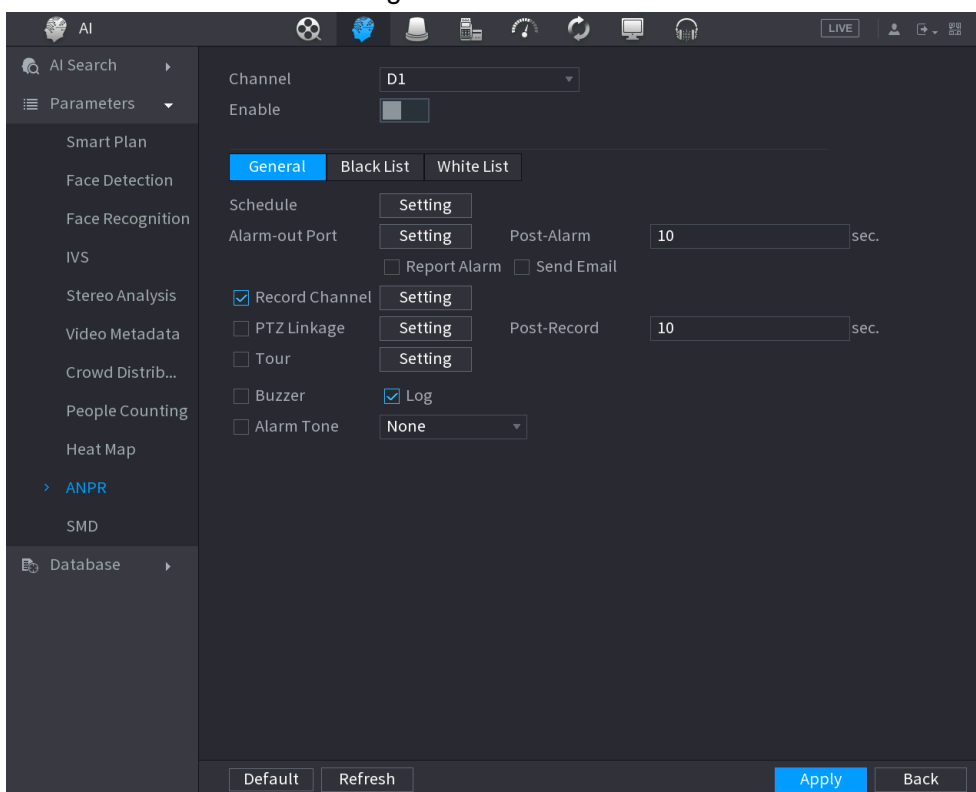 AI
LIVE
AI Search
Parameters
Smart Plan
Face Detection
Face Recognition
IVS
Stereo Analysis
Video Metadata
Crowd Distrib...
People Counting
Heat Map
ANPR
SMD
Database
Channel D1
Enable
General Black List White List
Schedule Setting
Alarm-out Port Setting Post-Alarm 10 sec.
Report Alarm Send Email
Record Channel Setting
PTZ Linkage Setting Post-Record 10 sec.
Tour Setting
Buzzer Log
Alarm Tone None
Default Refresh Apply Back